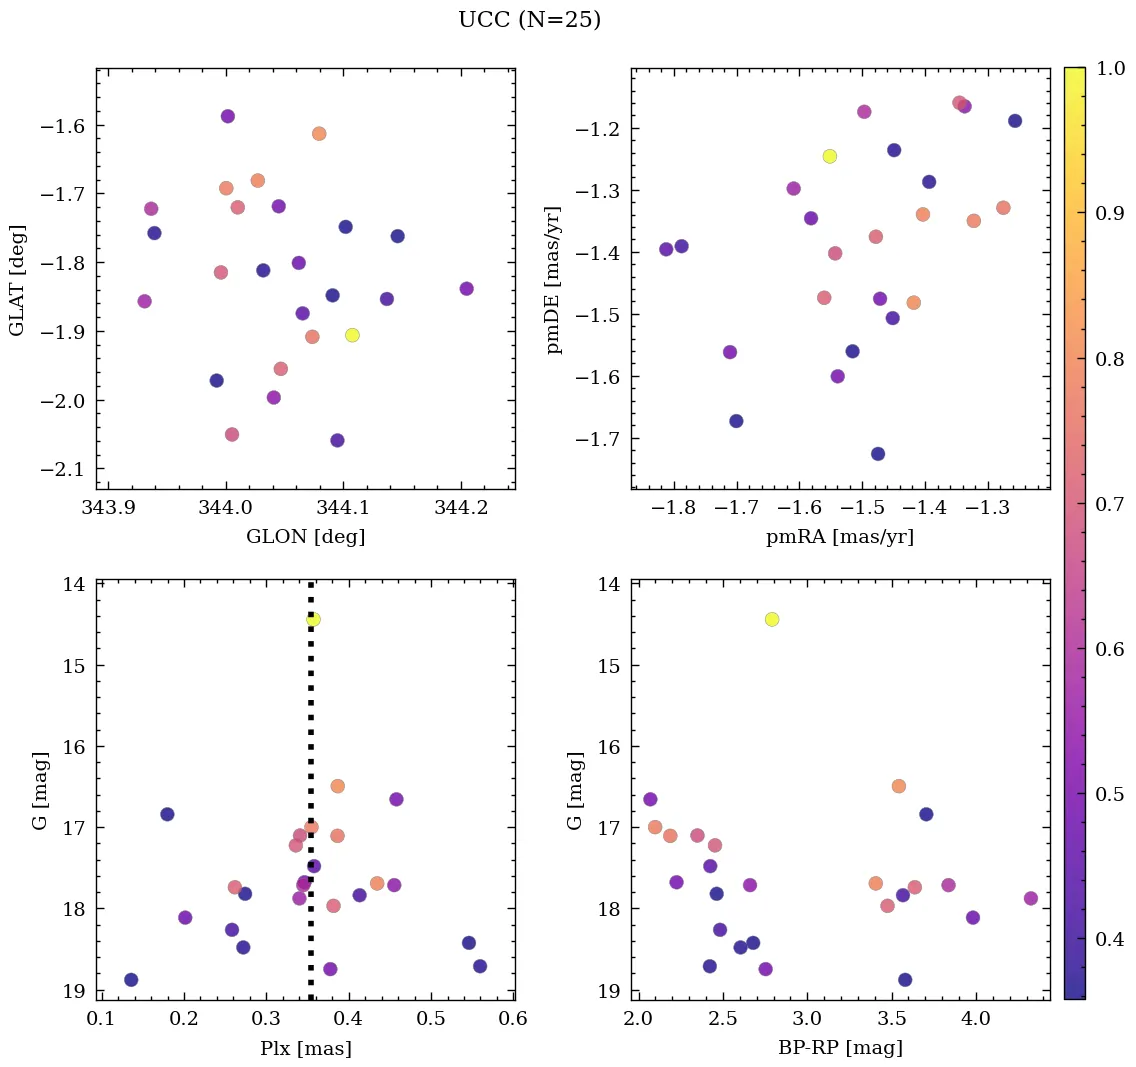 UCC (N=25)
−1.6
−1.7
−1.8
−1.9
−2.0
−2.1
GLAT [deg]
343.9 344.0 344.1 344.2
GLON [deg]
−1.2
−1.3
−1.4
−1.5
−1.6
−1.7
pmDE [mas/yr]
−1.8 −1.7 −1.6 −1.5 −1.4 −1.3
pmRA [mas/yr]
14
15
16
17
18
19
G [mag]
0.1 0.2 0.3 0.4 0.5 0.6
Plx [mas]
14
15
16
17
18
19
G [mag]
2.0 2.5 3.0 3.5 4.0
BP-RP [mag]
1.0
0.9
0.8
0.7
0.6
0.5
0.4